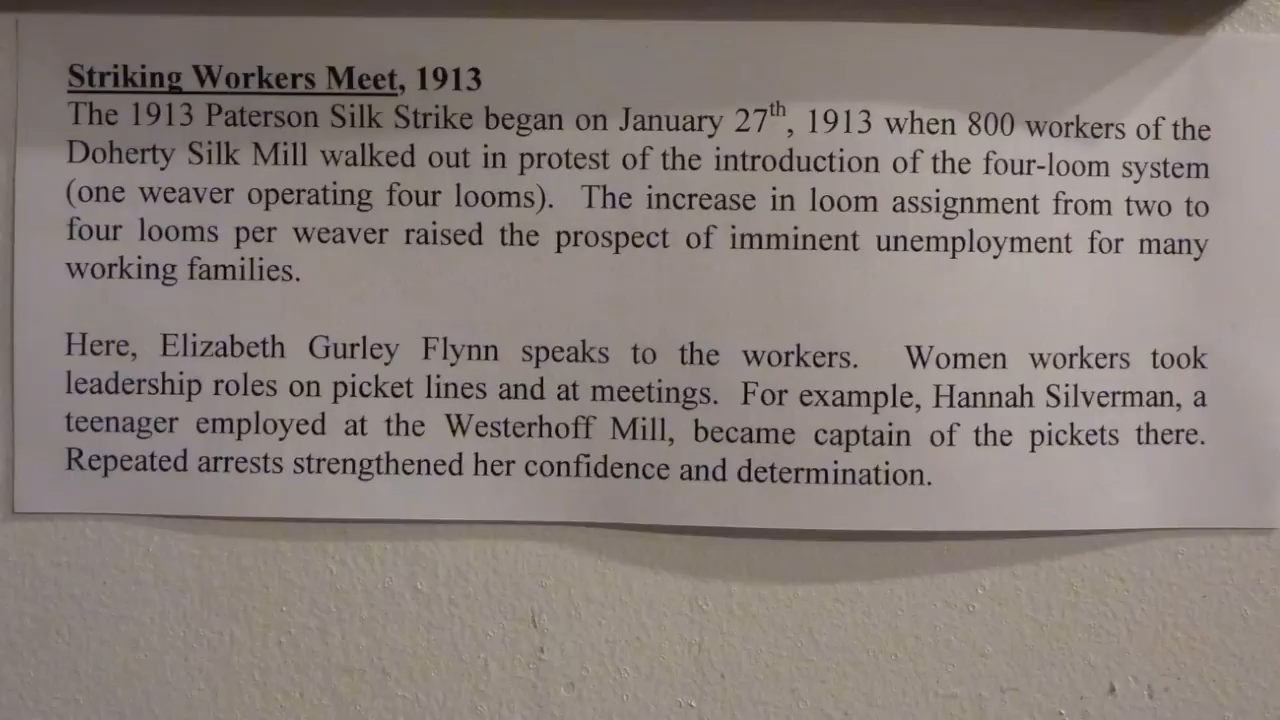 Striking Workers Meet, 1913
The 1913 Paterson Silk Strike began on January 27th, 1913 when 800 workers of the
Doherty Silk Mill walked out in protest of the introduction of the four-loom system
(one weaver operating four looms).  The increase in loom assignment from two to
four looms per weaver raised the prospect of imminent unemployment for many
working families.
Here, Elizabeth Gurley Flynn speaks to the workers.  Women workers took
leadership roles on picket lines and at meetings.  For example, Hannah Silverman, a
teenager employed at the Westerhoff Mill, became captain of the pickets there.
Repeated arrests strengthened her confidence and determination.